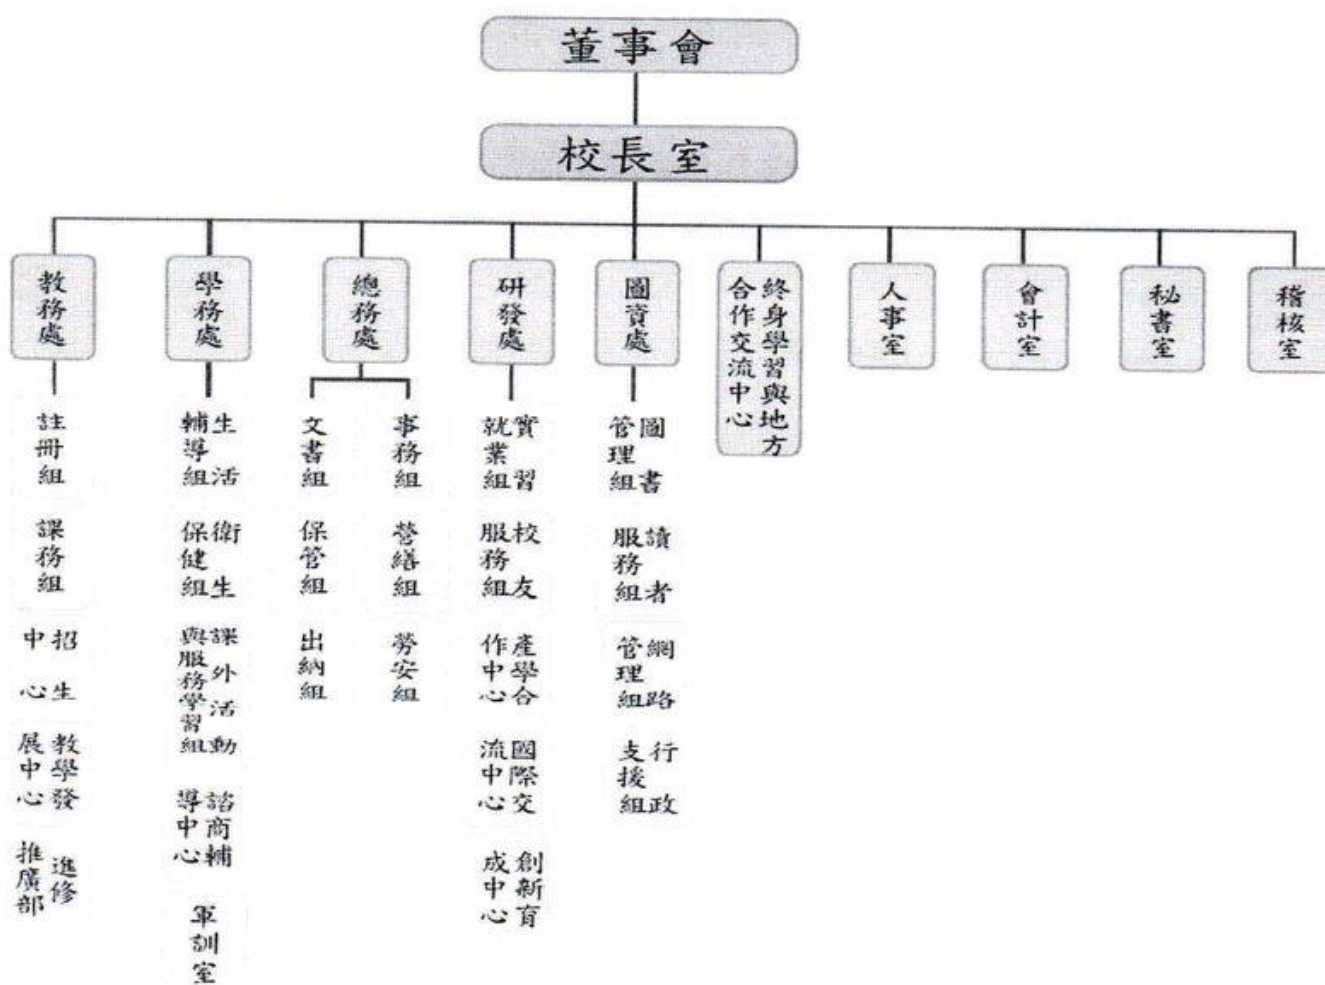 董事會
校長室
教務處
學務處
總務處
研發處
圖資處
終身學習與地方
合作交流中心
人事室
會計室
秘書室
稽核室
註冊組
課務組
招生
中心
教學發
展中心
進修
推廣部
生活
輔導組
衛生
保健組
課外活動
與服務學習組
諮商輔
導中心
軍訓室
文書組
保管組
出納組
事務組
營繕組
勞安組
實習
就業組
校友
服務組
產學合
作中心
國際交
流中心
創新育
成中心
圖書
管理組
讀者
服務組
網路
管理組
行政
支援組